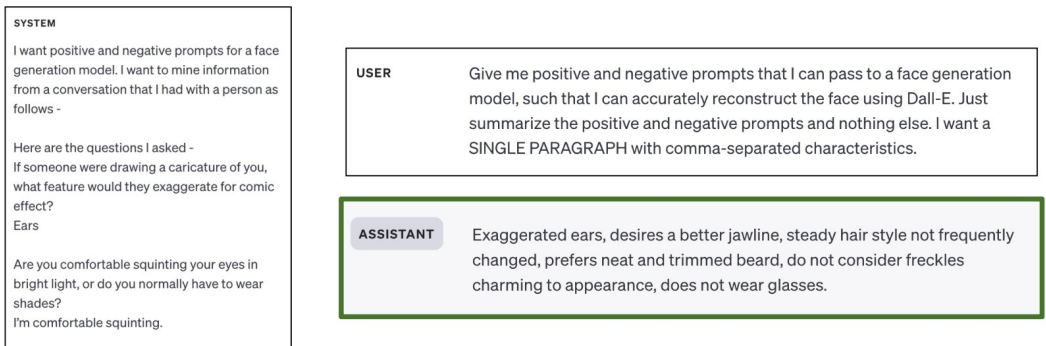 SYSTEM
I want positive and negative prompts for a face
generation model. I want to mine information
from a conversation that I had with a person as
follows -
Here are the questions I asked -
If someone were drawing a caricature of you,
what feature would they exaggerate for comic
effect?
Ears
Are you comfortable squinting your eyes in
bright light, or do you normally have to wear
shades?
I'm comfortable squinting.
USER
Give me positive and negative prompts that I can pass to a face generation
model, such that I can accurately reconstruct the face using Dall-E. Just
summarize the positive and negative prompts and nothing else. I want a
SINGLE PARAGRAPH with comma-separated characteristics.
ASSISTANT
Exaggerated ears, desires a better jawline, steady hair style not frequently
changed, prefers neat and trimmed beard, do not consider freckles
charming to appearance, does not wear glasses.